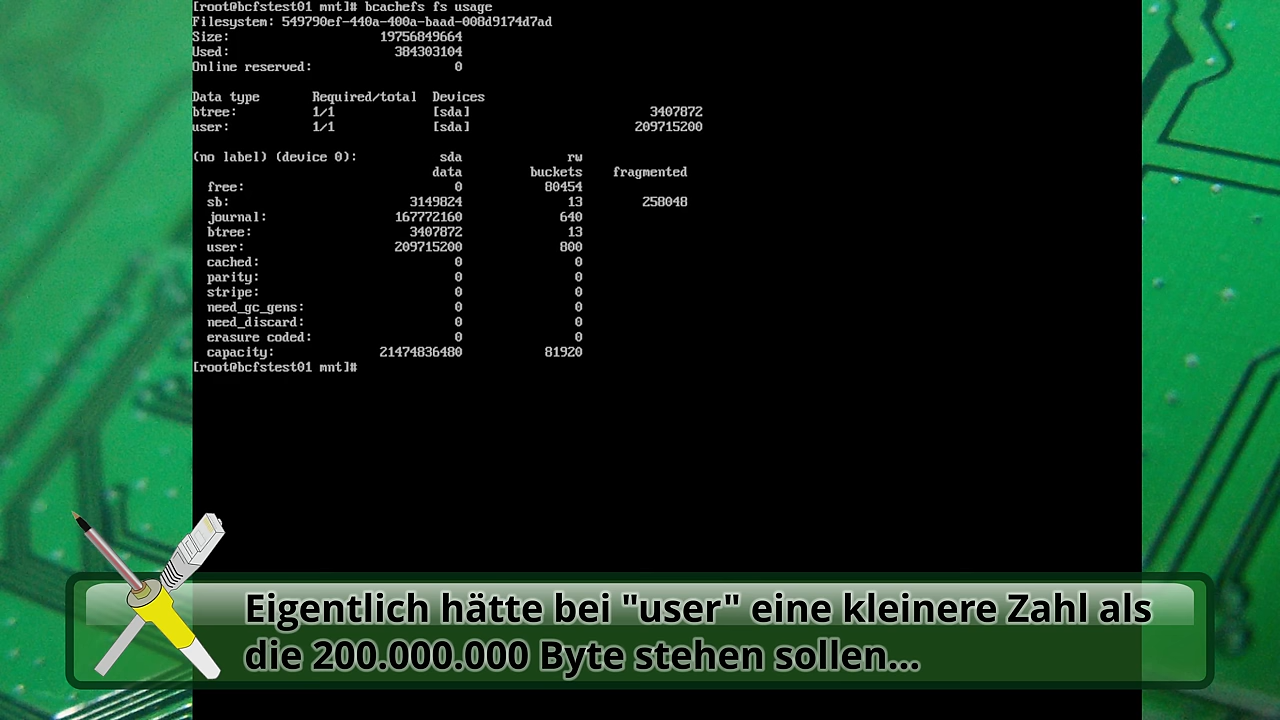 [root@bcfstest01 mnt]# bcachefs fs usage
Filesystem: 549790ef-440a-400a-baad-008d9174d7ad
Size: 19756849664
Used: 384303104
Online reserved: 0
Data type Required/total Devices
btree: 1/1 [sda] 3407872
user: 1/1 [sda] 209715200
(no label) (device 0): sda rw
data buckets fragmented
free: 0 80454
sb: 3149824 13 258048
journal: 167772160 640
btree: 3407872 13
user: 209715200 800
cached: 0 0
parity: 0 0
stripe: 0 0
need_gc_gens: 0 0
need_discard: 0 0
erasure coded: 0 0
capacity: 21474836480 81920
[root@bcfstest01 mnt]#
Eigentlich hätte bei "user" eine kleinere Zahl als
die 200.000.000 Byte stehen sollen...